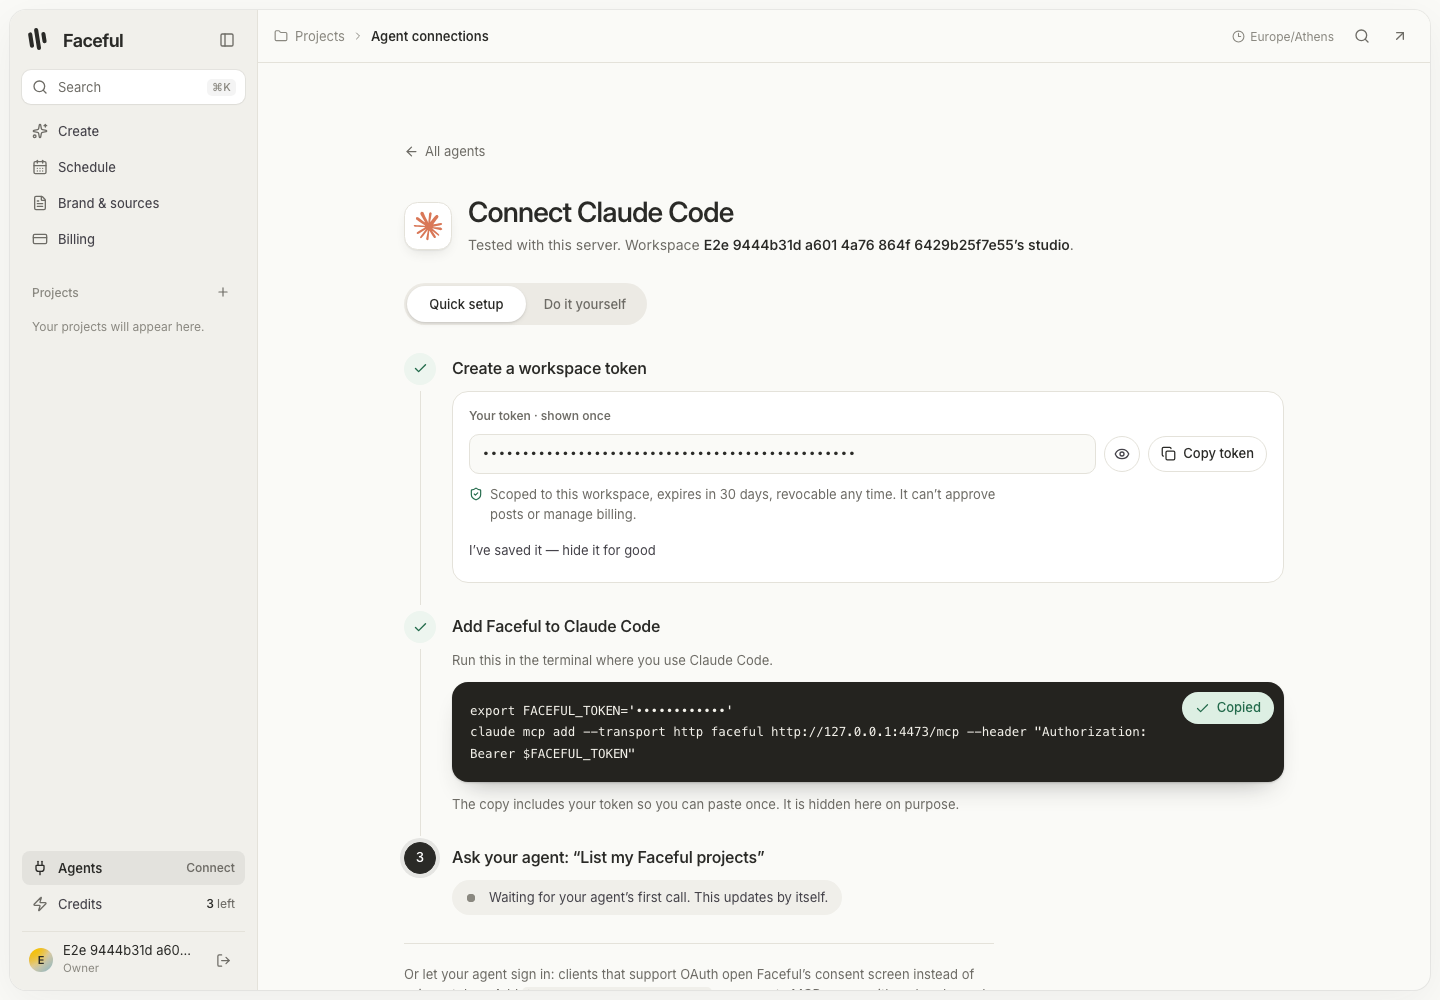 Faceful
Projects
Agent connections
Europe/Athens
Search
⌘K
Create
Schedule
Brand & sources
Billing
Projects
Your projects will appear here.
All agents
Connect Claude Code
Tested with this server. Workspace E2e 9444b31d a601 4a76 864f 6429b25f7e55’s studio.
Quick setup
Do it yourself
Create a workspace token
Your token · shown once
Copy token
Scoped to this workspace, expires in 30 days, revocable any time. It can’t approve
posts or manage billing.
I’ve saved it — hide it for good
Add Faceful to Claude Code
Run this in the terminal where you use Claude Code.
export FACEFUL_TOKEN='••••••••••••'
Copied
claude mcp add --transport http faceful http://127.0.0.1:4473/mcp --header "Authorization:
Bearer $FACEFUL_TOKEN"
The copy includes your token so you can paste once. It is hidden here on purpose.
3
Ask your agent: “List my Faceful projects”
Waiting for your agent’s first call. This updates by itself.
Agents
Connect
Credits
3 left
E
E2e 9444b31d a60...
Owner
Or let your agent sign in: clients that support OAuth open Faceful’s consent screen instead of